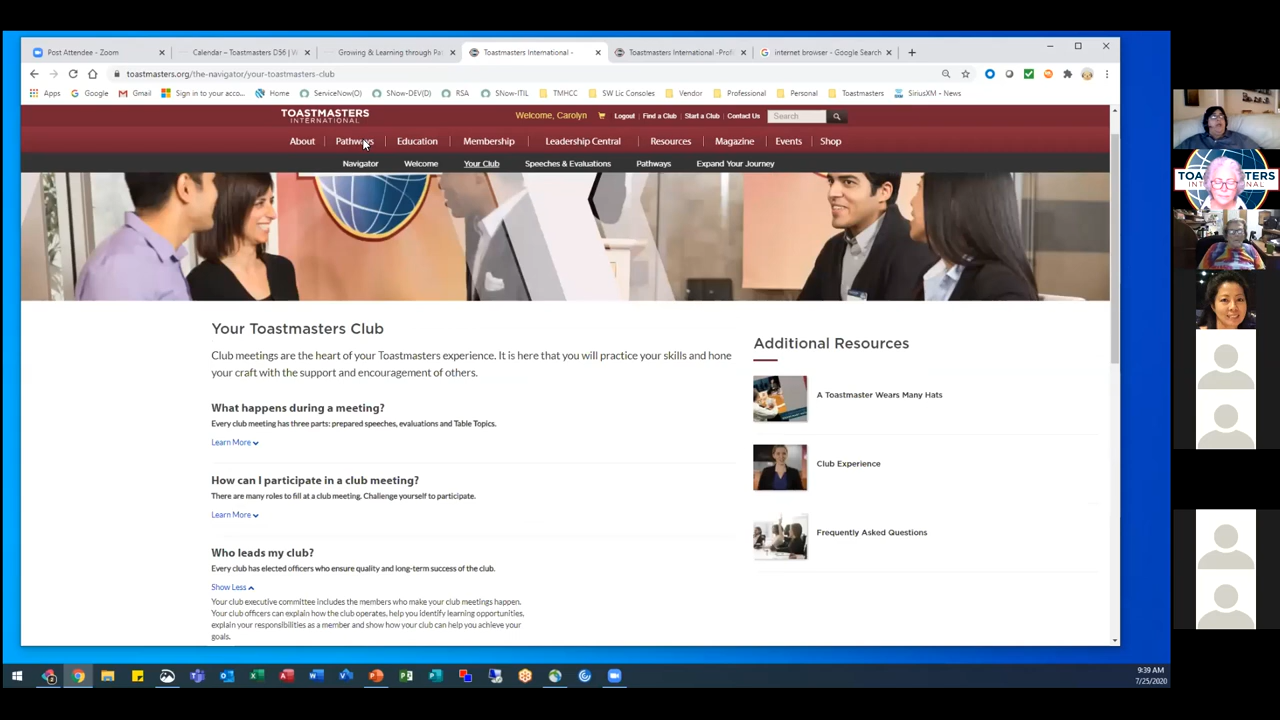 Post Attendee - Zoom
Calendar – Toastmasters D56 | W
Growing & Learning through Pa
Toastmasters International -
Toastmasters International -Profi
internet browser - Google Search
toastmasters.org/the-navigator/your-toastmasters-club
Apps Google Gmail Sign in to your acco... Home ServiceNow(O) SNow-DEV(D) RSA SNow-ITIL TMHCC SW Lic Consoles Vendor Professional Personal Toastmasters SiriusXM – News
TOASTMASTERS
INTERNATIONAL
Welcome, Carolyn Logout Find a Club Start a Club Contact Us Search
About Pathways Education Membership Leadership Central Resources Magazine Events Shop
Navigator Welcome Your Club Speeches & Evaluations Pathways Expand Your Journey
Your Toastmasters Club
Club meetings are the heart of your Toastmasters experience. It is here that you will practice your skills and hone
your craft with the support and encouragement of others.
What happens during a meeting?
Every club meeting has three parts: prepared speeches, evaluations and Table Topics.
Learn More
How can I participate in a club meeting?
There are many roles to fill at a club meeting. Challenge yourself to participate.
Learn More
Who leads my club?
Every club has elected officers who ensure quality and long-term success of the club.
Show Less
Your club executive committee includes the members who make your club meetings happen.
Your club officers can explain how the club operates, help you identify learning opportunities,
explain your responsibilities as a member and show how your club can help you achieve your
goals.
Additional Resources
A Toastmaster Wears Many Hats
Club Experience
Frequently Asked Questions
9:39 AM
7/25/2020